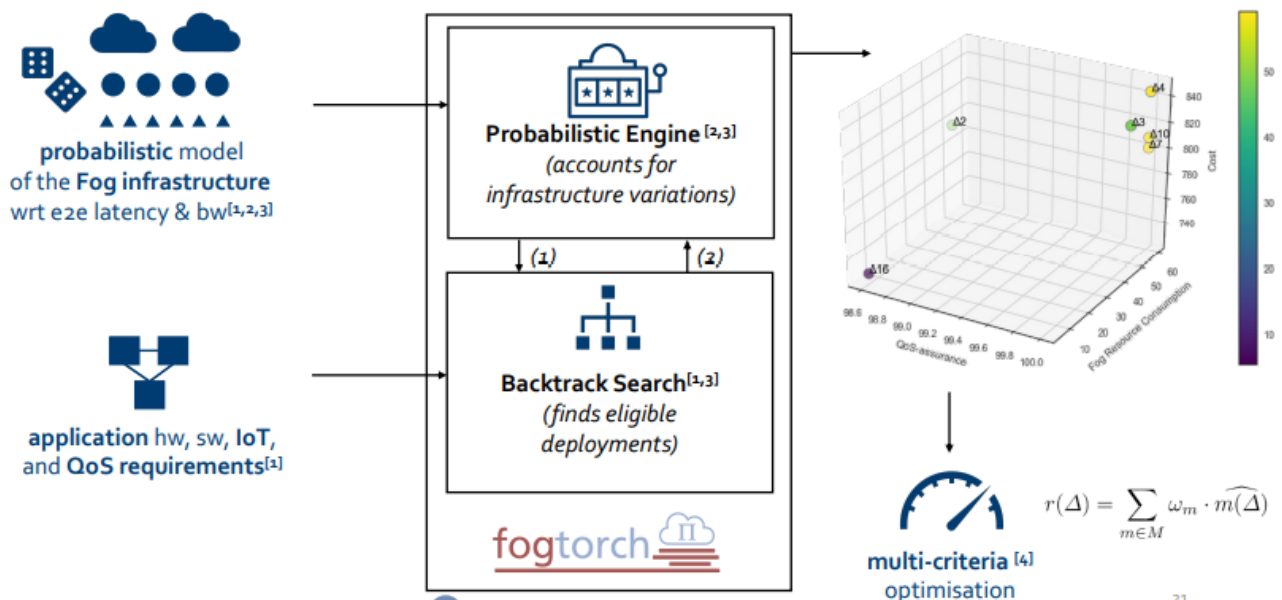 probabilistic model
of the Fog infrastructure
wrt e2e latency & bw[1,2,3]
application hw, sw, IoT,
and QoS requirements[1]
Probabilistic Engine [2,3]
(accounts for
infrastructure variations)
(1)
(2)
Backtrack Search[1,3]
(finds eligible
deployments)
fogtorch Π
Δ4
Δ2
Δ3
Δ10
Δ7
Δ16
840
820
800
780
760
740
Cost
98.6
98.8
99.0
99.2
99.4
99.6
99.8
100.0
QoS-assurance
10
20
30
40
50
60
Fog Resource Consumption
50
40
30
20
10
multi-criteria [4]
optimisation
r(Δ) = ∑ m∈M ωm · m(Δ)̂
21